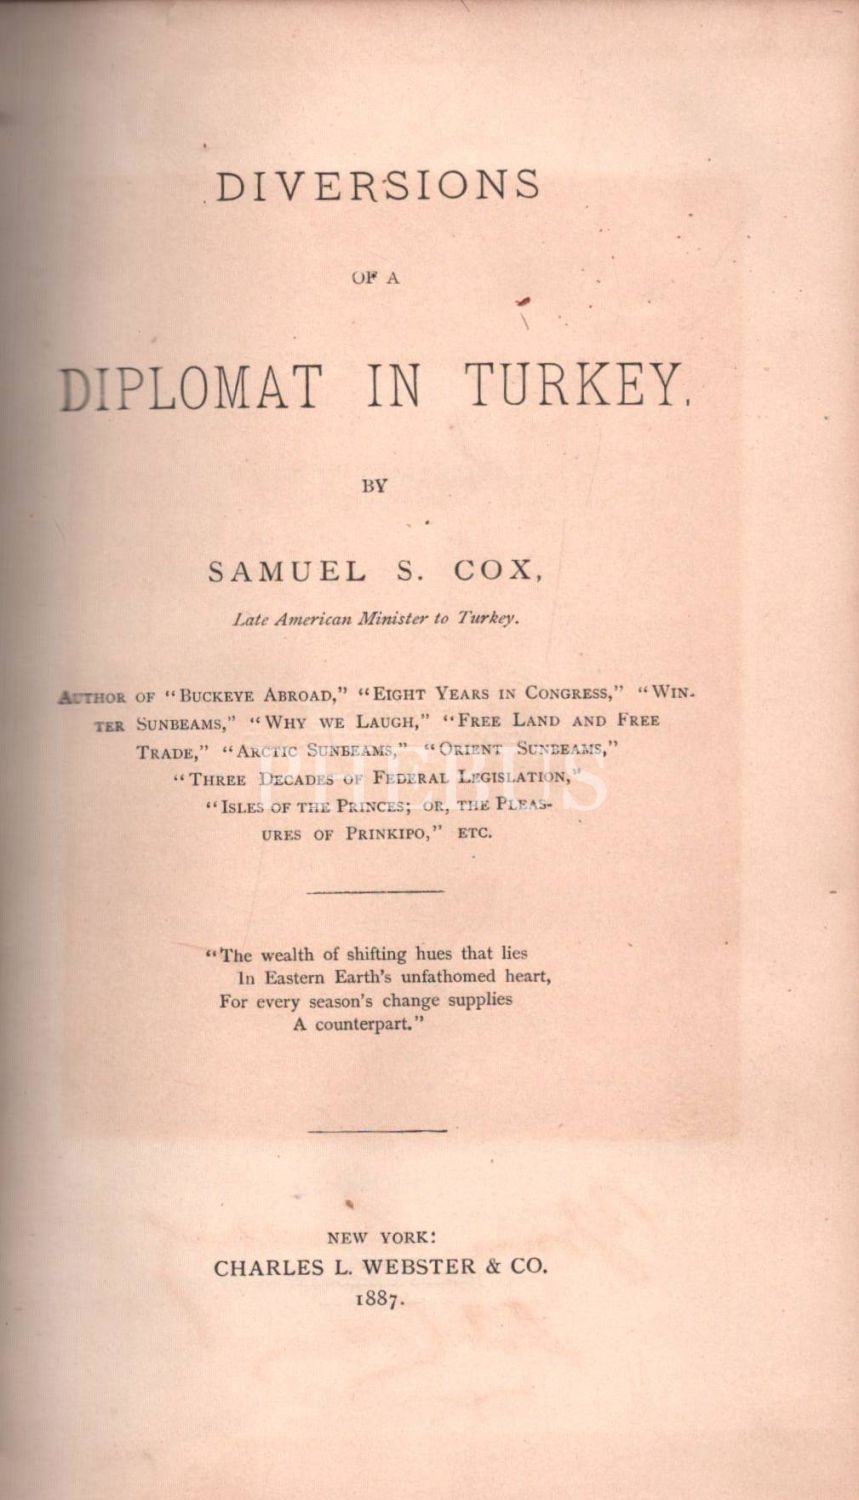 DIVERSIONS
OF A
DIPLOMAT IN TURKEY.
BY
SAMUEL S. COX,
Late American Minister to Turkey.
AUTHOR OF "BUCKEYE ABROAD," "EIGHT YEARS IN CONGRESS," "WIN-
TER SUNBEAMS," "WHY WE LAUGH," "FREE LAND AND FREE
TRADE," "ARCTIC SUNBEAMS," "ORIENT SUNBEAMS,"
"THREE DECADES OF FEDERAL LEGISLATION,"
PHEBUS
"ISLES OF THE PRINCES; OR, THE PLEAS-
URES OF PRINKIPO," ETC.
"The wealth of shifting hues that lies
In Eastern Earth's unfathomed heart,
For every season's change supplies
A counterpart."
NEW YORK:
CHARLES L. WEBSTER & CO.
1887.